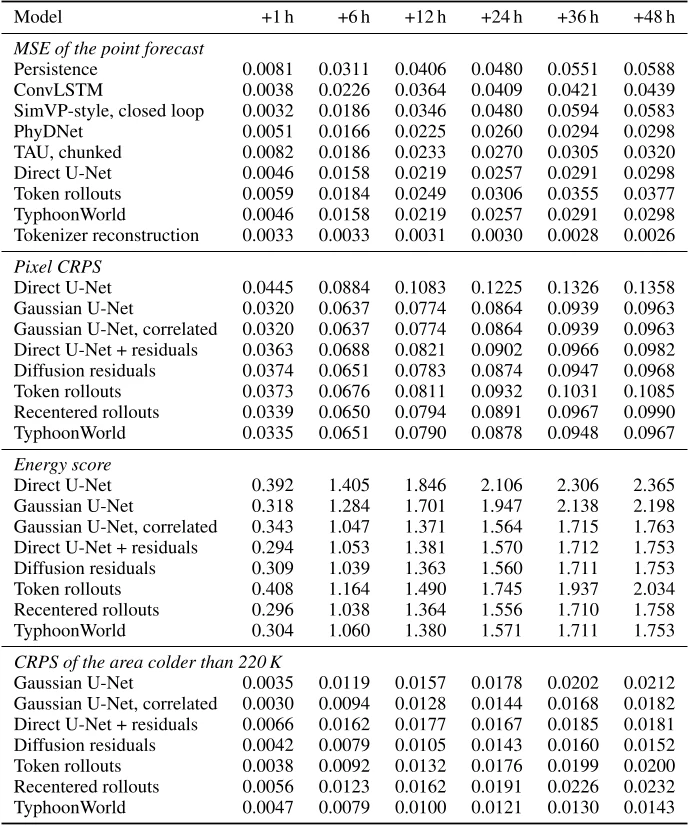 Model +1 h +6 h +12 h +24 h +36 h +48 h
MSE of the point forecast
Persistence 0.0081 0.0311 0.0406 0.0480 0.0551 0.0588
ConvLSTM 0.0038 0.0226 0.0364 0.0409 0.0421 0.0439
SimVP-style, closed loop 0.0032 0.0186 0.0346 0.0480 0.0594 0.0583
PhyDNet 0.0051 0.0166 0.0225 0.0260 0.0294 0.0298
TAU, chunked 0.0082 0.0186 0.0233 0.0270 0.0305 0.0320
Direct U-Net 0.0046 0.0158 0.0219 0.0257 0.0291 0.0298
Token rollouts 0.0059 0.0184 0.0249 0.0306 0.0355 0.0377
TyphoonWorld 0.0046 0.0158 0.0219 0.0257 0.0291 0.0298
Tokenizer reconstruction 0.0033 0.0033 0.0031 0.0030 0.0028 0.0026
Pixel CRPS
Direct U-Net 0.0445 0.0884 0.1083 0.1225 0.1326 0.1358
Gaussian U-Net 0.0320 0.0637 0.0774 0.0864 0.0939 0.0963
Gaussian U-Net, correlated 0.0320 0.0637 0.0774 0.0864 0.0939 0.0963
Direct U-Net + residuals 0.0363 0.0688 0.0821 0.0902 0.0966 0.0982
Diffusion residuals 0.0374 0.0651 0.0783 0.0874 0.0947 0.0968
Token rollouts 0.0373 0.0676 0.0811 0.0932 0.1031 0.1085
Recentered rollouts 0.0339 0.0650 0.0794 0.0891 0.0967 0.0990
TyphoonWorld 0.0335 0.0651 0.0790 0.0878 0.0948 0.0967
Energy score
Direct U-Net 0.392 1.405 1.846 2.106 2.306 2.365
Gaussian U-Net 0.318 1.284 1.701 1.947 2.138 2.198
Gaussian U-Net, correlated 0.343 1.047 1.371 1.564 1.715 1.763
Direct U-Net + residuals 0.294 1.053 1.381 1.570 1.712 1.753
Diffusion residuals 0.309 1.039 1.363 1.560 1.711 1.753
Token rollouts 0.408 1.164 1.490 1.745 1.937 2.034
Recentered rollouts 0.296 1.038 1.364 1.556 1.710 1.758
TyphoonWorld 0.304 1.060 1.380 1.571 1.711 1.753
CRPS of the area colder than 220 K
Gaussian U-Net 0.0035 0.0119 0.0157 0.0178 0.0202 0.0212
Gaussian U-Net, correlated 0.0030 0.0094 0.0128 0.0144 0.0168 0.0182
Direct U-Net + residuals 0.0066 0.0162 0.0177 0.0167 0.0185 0.0181
Diffusion residuals 0.0042 0.0079 0.0105 0.0143 0.0160 0.0152
Token rollouts 0.0038 0.0092 0.0132 0.0176 0.0199 0.0200
Recentered rollouts 0.0056 0.0123 0.0162 0.0191 0.0226 0.0232
TyphoonWorld 0.0047 0.0079 0.0100 0.0121 0.0130 0.0143